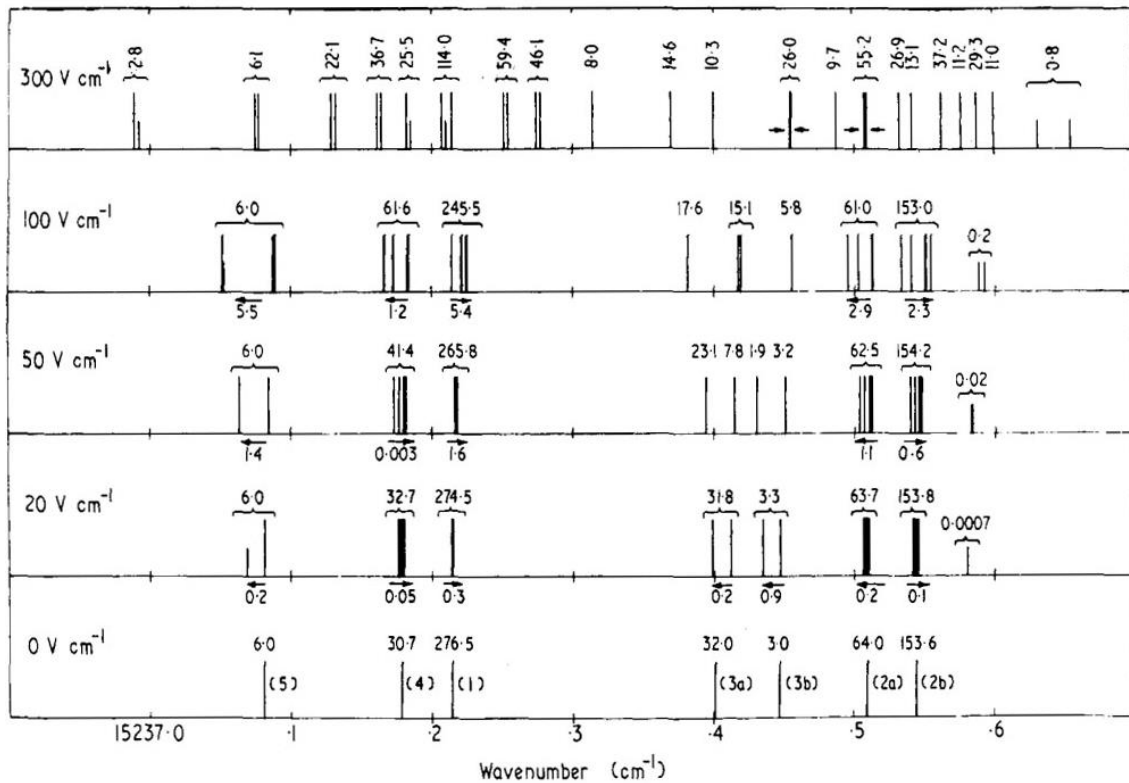 12·8 6·1 22·1 36·7 25·5 114·0 59·4 46·1 8·0 14·6 10·3 26·0 9·7 55·2 26·9 13·1 37·2 11·2 29·3 11·0 0·8
300 V cm⁻¹
100 V cm⁻¹ 6·0 61·6 245·5 17·6 15·1 5·8 61·0 153·0 0·2
5·5 1·2 5·4 2·9 2·3
50 V cm⁻¹ 6·0 41·4 265·8 23·1 7·8 1·9 3·2 62·5 154·2 0·02
1·4 0·003 1·6 1·1 0·6
20 V cm⁻¹ 6·0 32·7 274·5 31·8 3·3 63·7 153·8 0·0007
0·2 0·05 0·3 0·2 0·9 0·2 0·1
0 V cm⁻¹ 6·0 30·7 276·5 32·0 3·0 64·0 153·6
(5) (4) (1) (3a) (3b) (2a) (2b)
15237·0 ·1 ·2 ·3 ·4 ·5 ·6
Wavenumber (cm⁻¹)